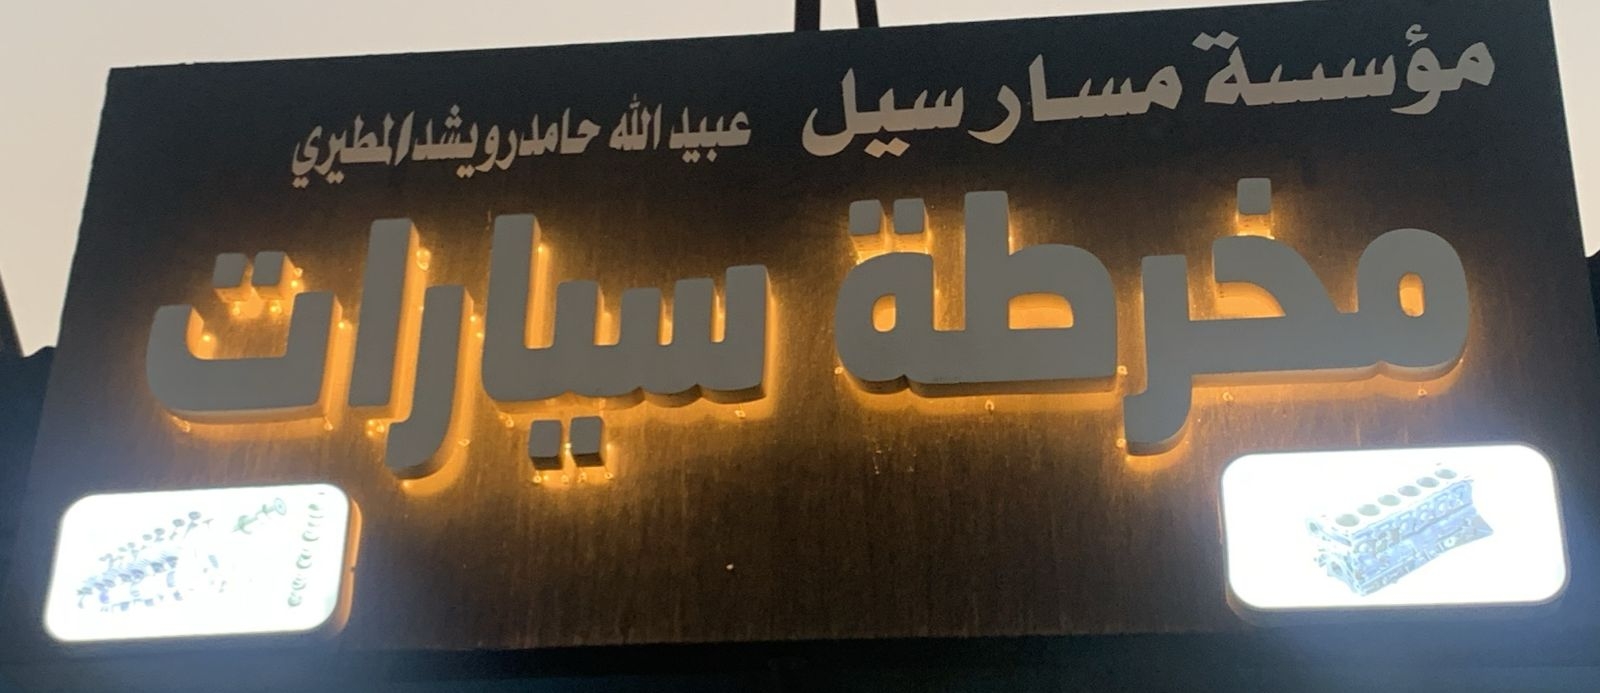 مؤسسة مسار سيل عبيد الله حامد رويشد المطيري
مخرطة سيارات